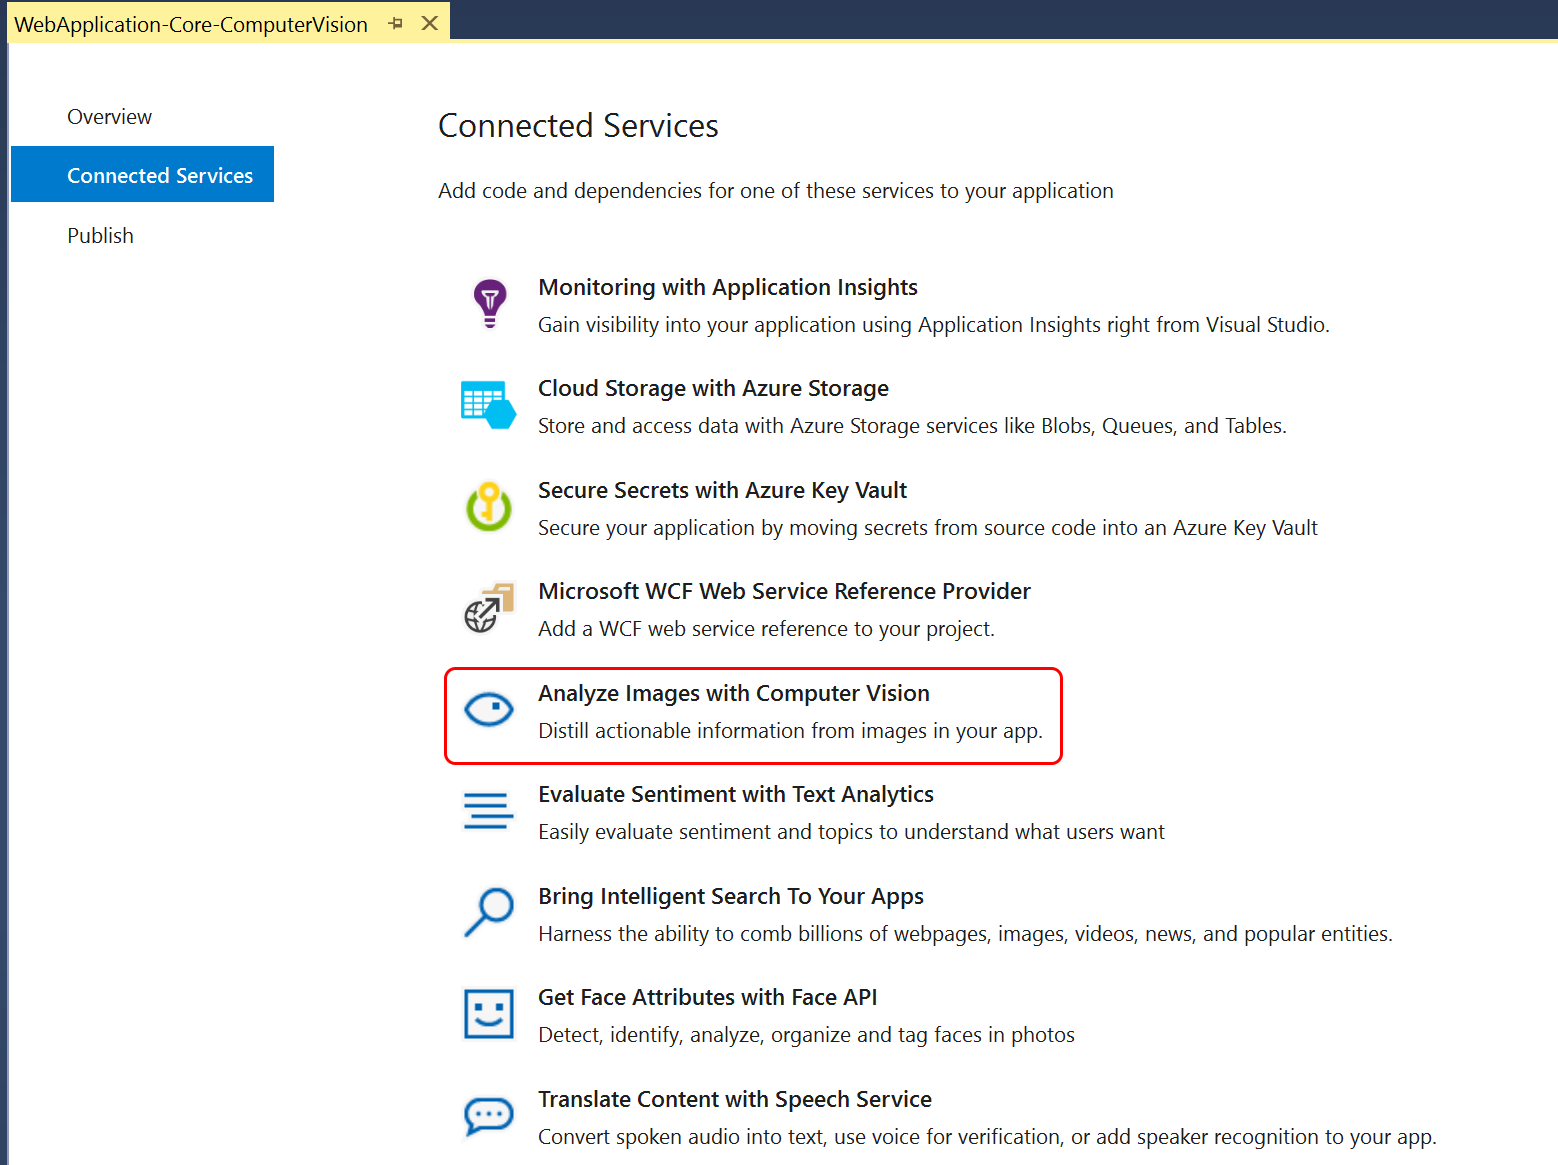 WebApplication-Core-ComputerVision
Overview
Connected Services
Publish
Connected Services
Add code and dependencies for one of these services to your application
Monitoring with Application Insights
Gain visibility into your application using Application Insights right from Visual Studio.
Cloud Storage with Azure Storage
Store and access data with Azure Storage services like Blobs, Queues, and Tables.
Secure Secrets with Azure Key Vault
Secure your application by moving secrets from source code into an Azure Key Vault
Microsoft WCF Web Service Reference Provider
Add a WCF web service reference to your project.
Analyze Images with Computer Vision
Distill actionable information from images in your app.
Evaluate Sentiment with Text Analytics
Easily evaluate sentiment and topics to understand what users want
Bring Intelligent Search To Your Apps
Harness the ability to comb billions of webpages, images, videos, news, and popular entities.
Get Face Attributes with Face API
Detect, identify, analyze, organize and tag faces in photos
Translate Content with Speech Service
Convert spoken audio into text, use voice for verification, or add speaker recognition to your app.